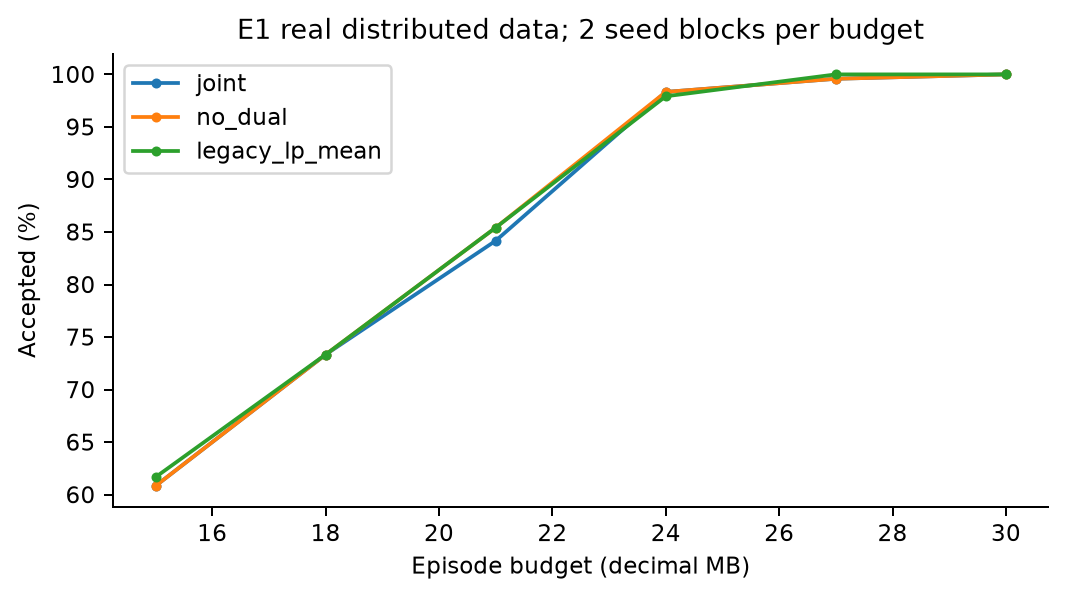 E1 real distributed data; 2 seed blocks per budget
joint
no_dual
legacy_lp_mean
Accepted (%)
100
95
90
85
80
75
70
65
60
16 18 20 22 24 26 28 30
Episode budget (decimal MB)